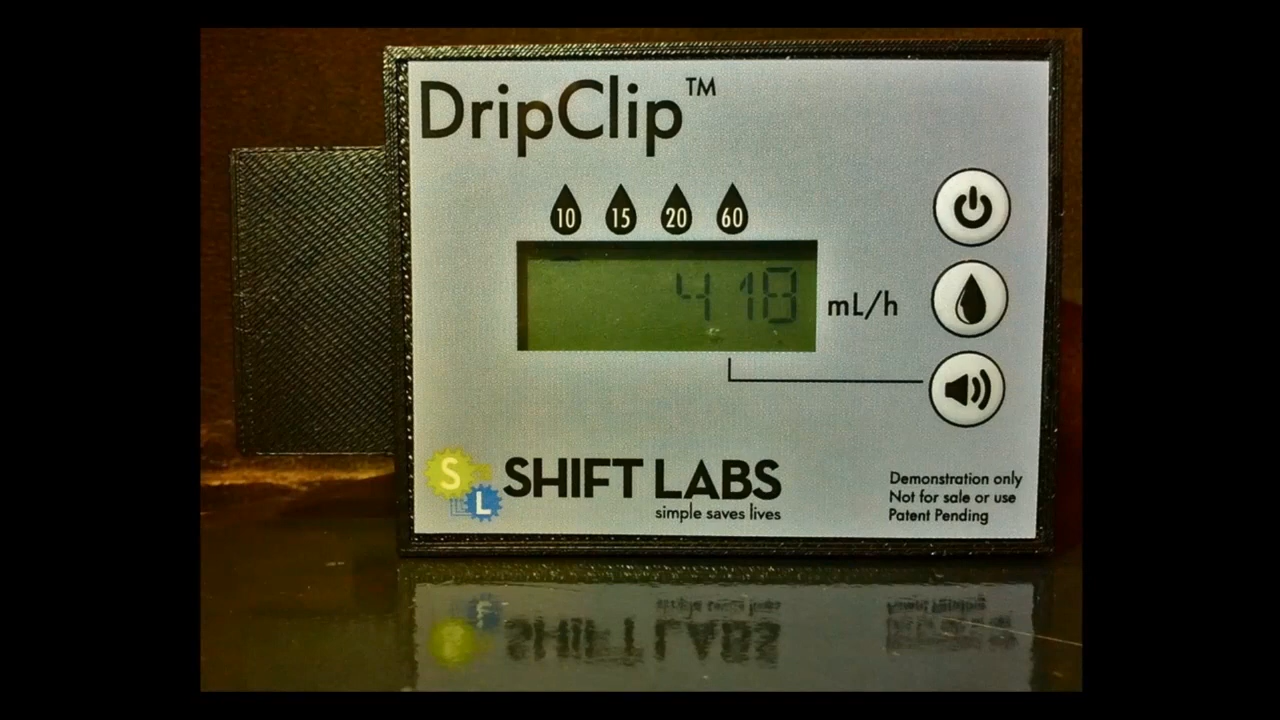 DripClip™
10 15 20 60
418 mL/h
S
L
SHIFT LABS
simple saves lives
Demonstration only
Not for sale or use
Patent Pending